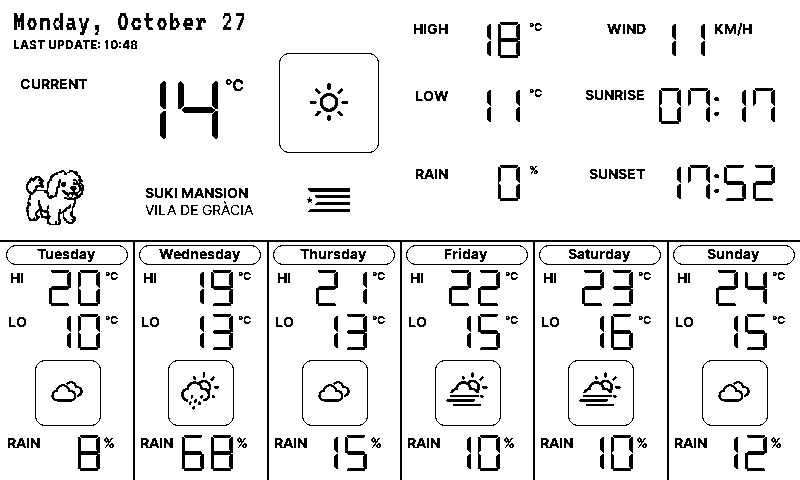 Monday, October 27
LAST UPDATE: 10:48
CURRENT 14 °C
HIGH 18 °C
WIND 11 KM/H
LOW 11 °C
SUNRISE 07:17
RAIN 0 %
SUNSET 17:52
SUKI MANSION
VILA DE GRÀCIA
Tuesday
HI 20 °C
LO 10 °C
RAIN 8 %
Wednesday
HI 19 °C
LO 13 °C
RAIN 68 %
Thursday
HI 21 °C
LO 13 °C
RAIN 15 %
Friday
HI 22 °C
LO 15 °C
RAIN 10 %
Saturday
HI 23 °C
LO 16 °C
RAIN 10 %
Sunday
HI 24 °C
LO 15 °C
RAIN 12 %